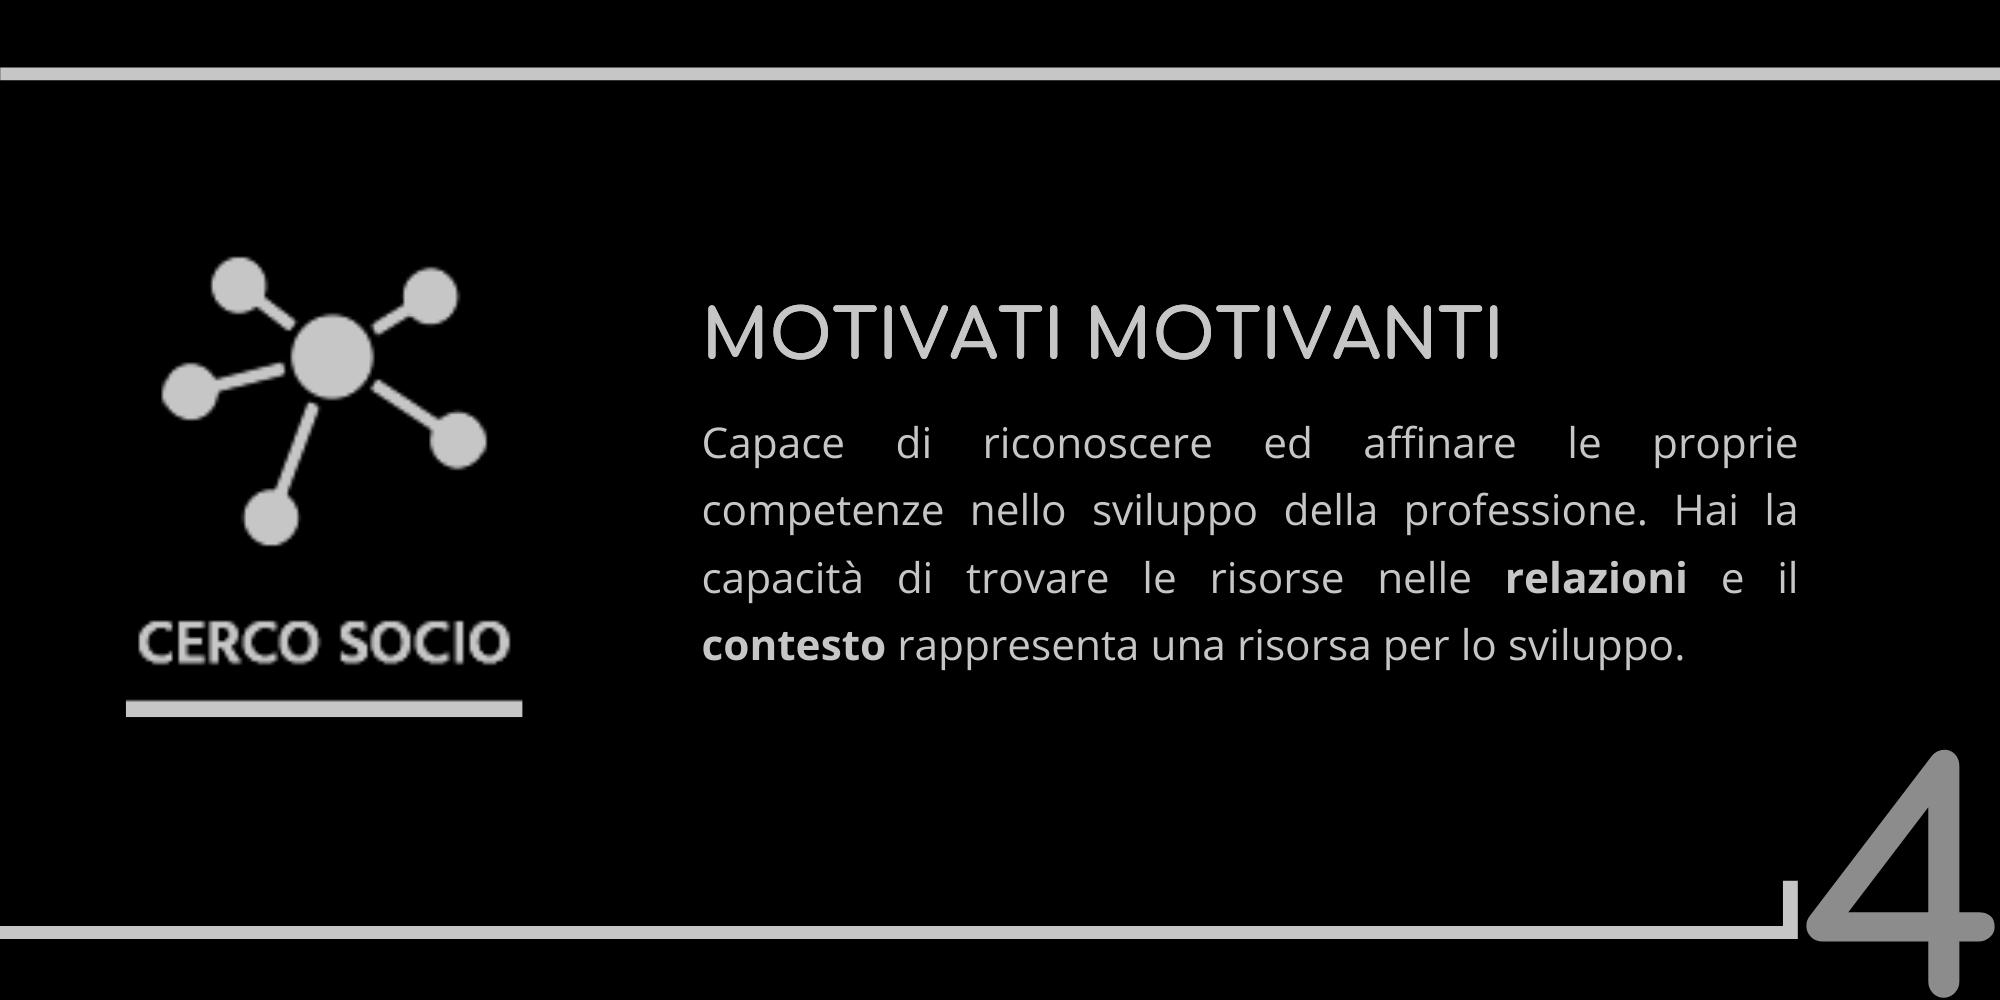 MOTIVATI MOTIVANTI
Capace di riconoscere ed affinare le proprie
competenze nello sviluppo della professione. Hai la
capacità di trovare le risorse nelle relazioni e il
contesto rappresenta una risorsa per lo sviluppo.
CERCO SOCIO
4